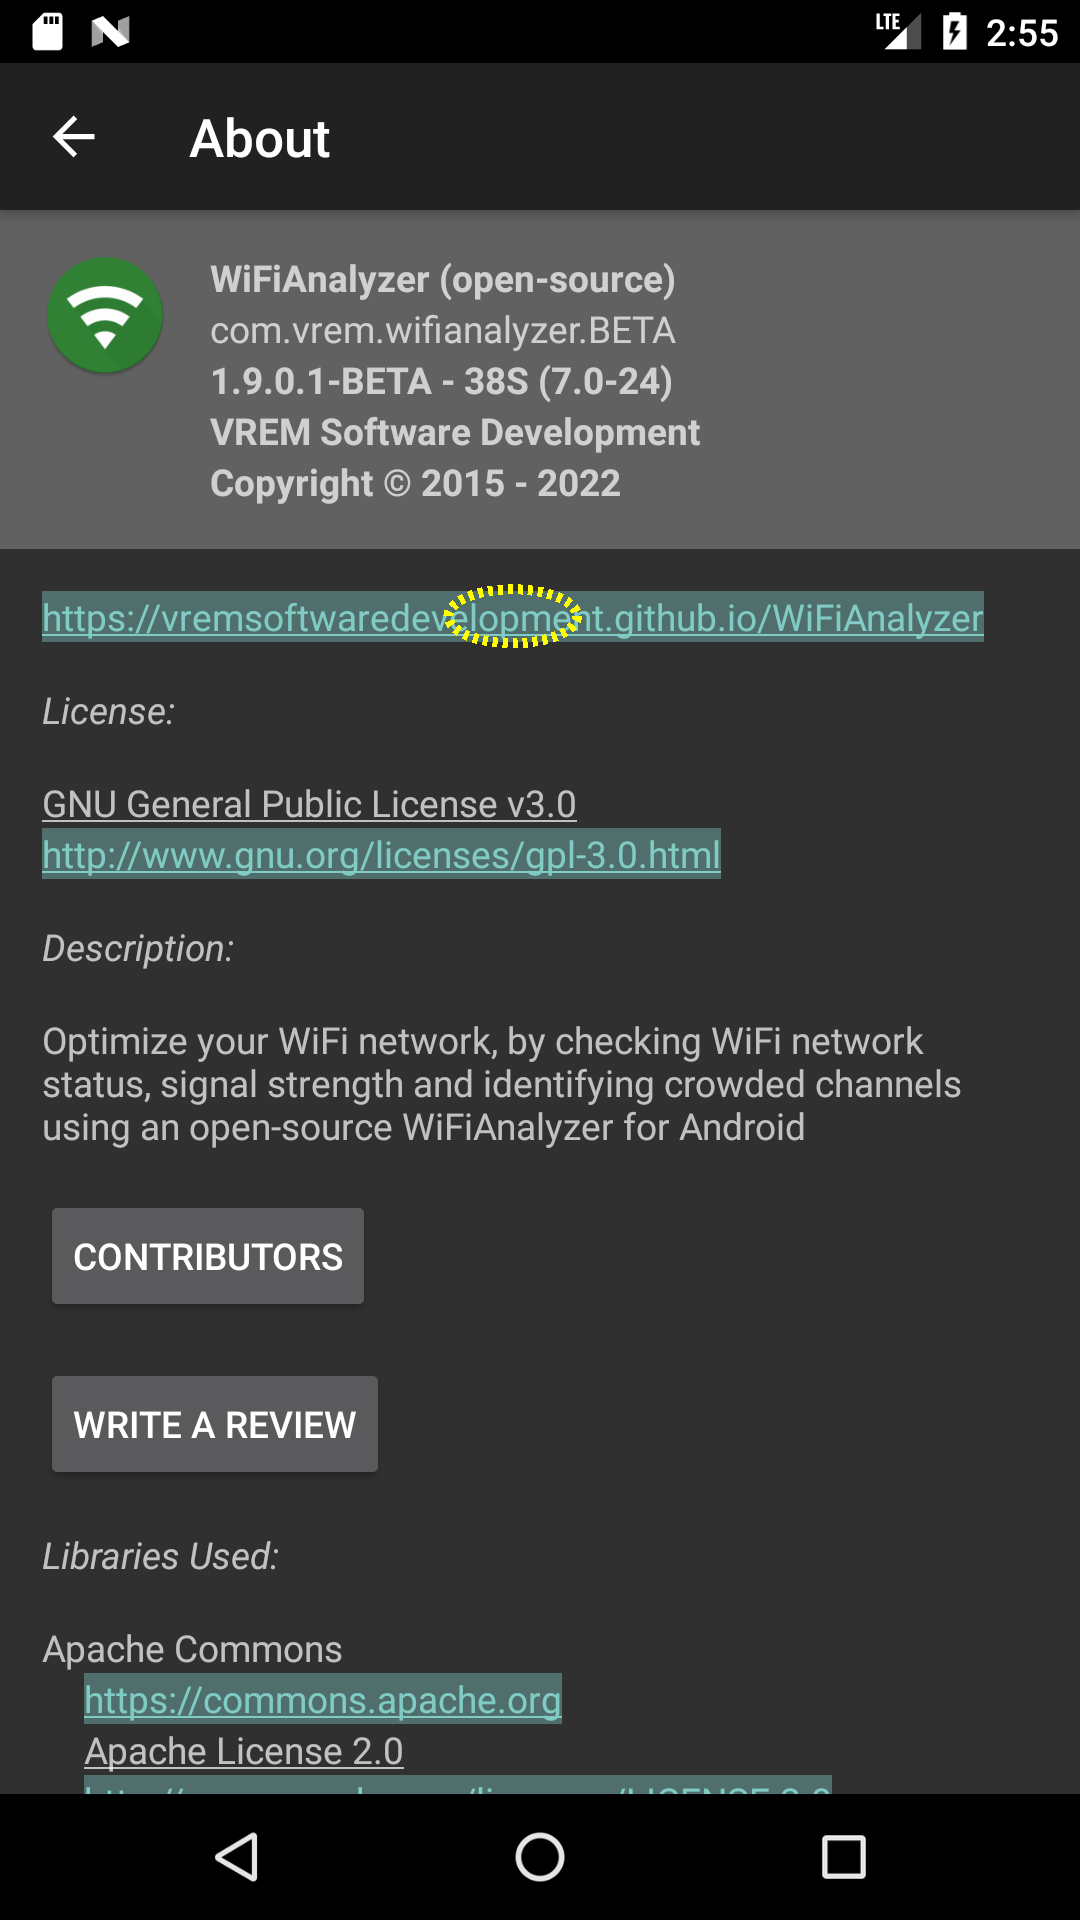 LTE 2:55
About
WiFiAnalyzer (open-source)
com.vrem.wifianalyzer.BETA
1.9.0.1-BETA - 38S (7.0-24)
VREM Software Development
Copyright © 2015 - 2022
https://vremsoftwaredevelopment.github.io/WiFiAnalyzer
License:
GNU General Public License v3.0
http://www.gnu.org/licenses/gpl-3.0.html
Description:
Optimize your WiFi network, by checking WiFi network
status, signal strength and identifying crowded channels
using an open-source WiFiAnalyzer for Android
CONTRIBUTORS
WRITE A REVIEW
Libraries Used:
Apache Commons
https://commons.apache.org
Apache License 2.0